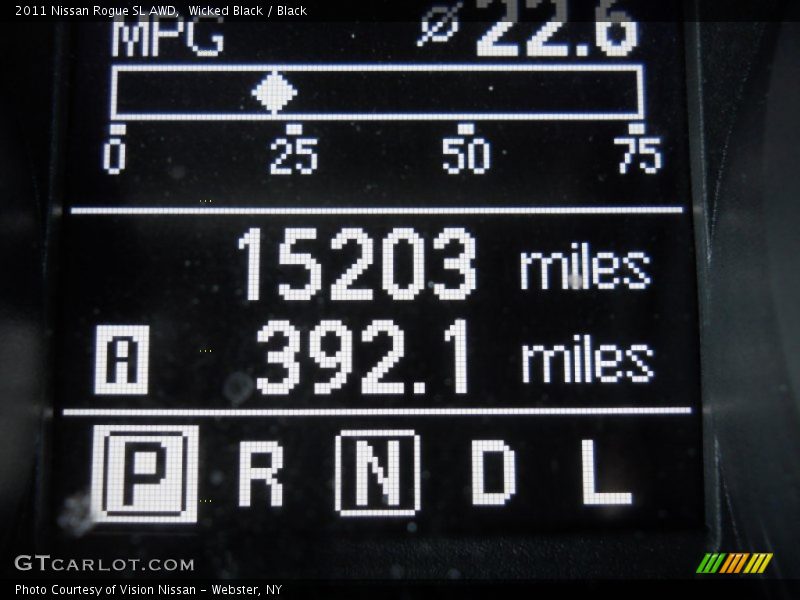 2011 Nissan Rogue SL AWD,  Wicked Black / Black
MPG Ø 22.6
0 25 50 75
15203 miles
A 392.1 miles
P R N D L
GTCARLOT.COM
Photo Courtesy of Vision Nissan - Webster, NY